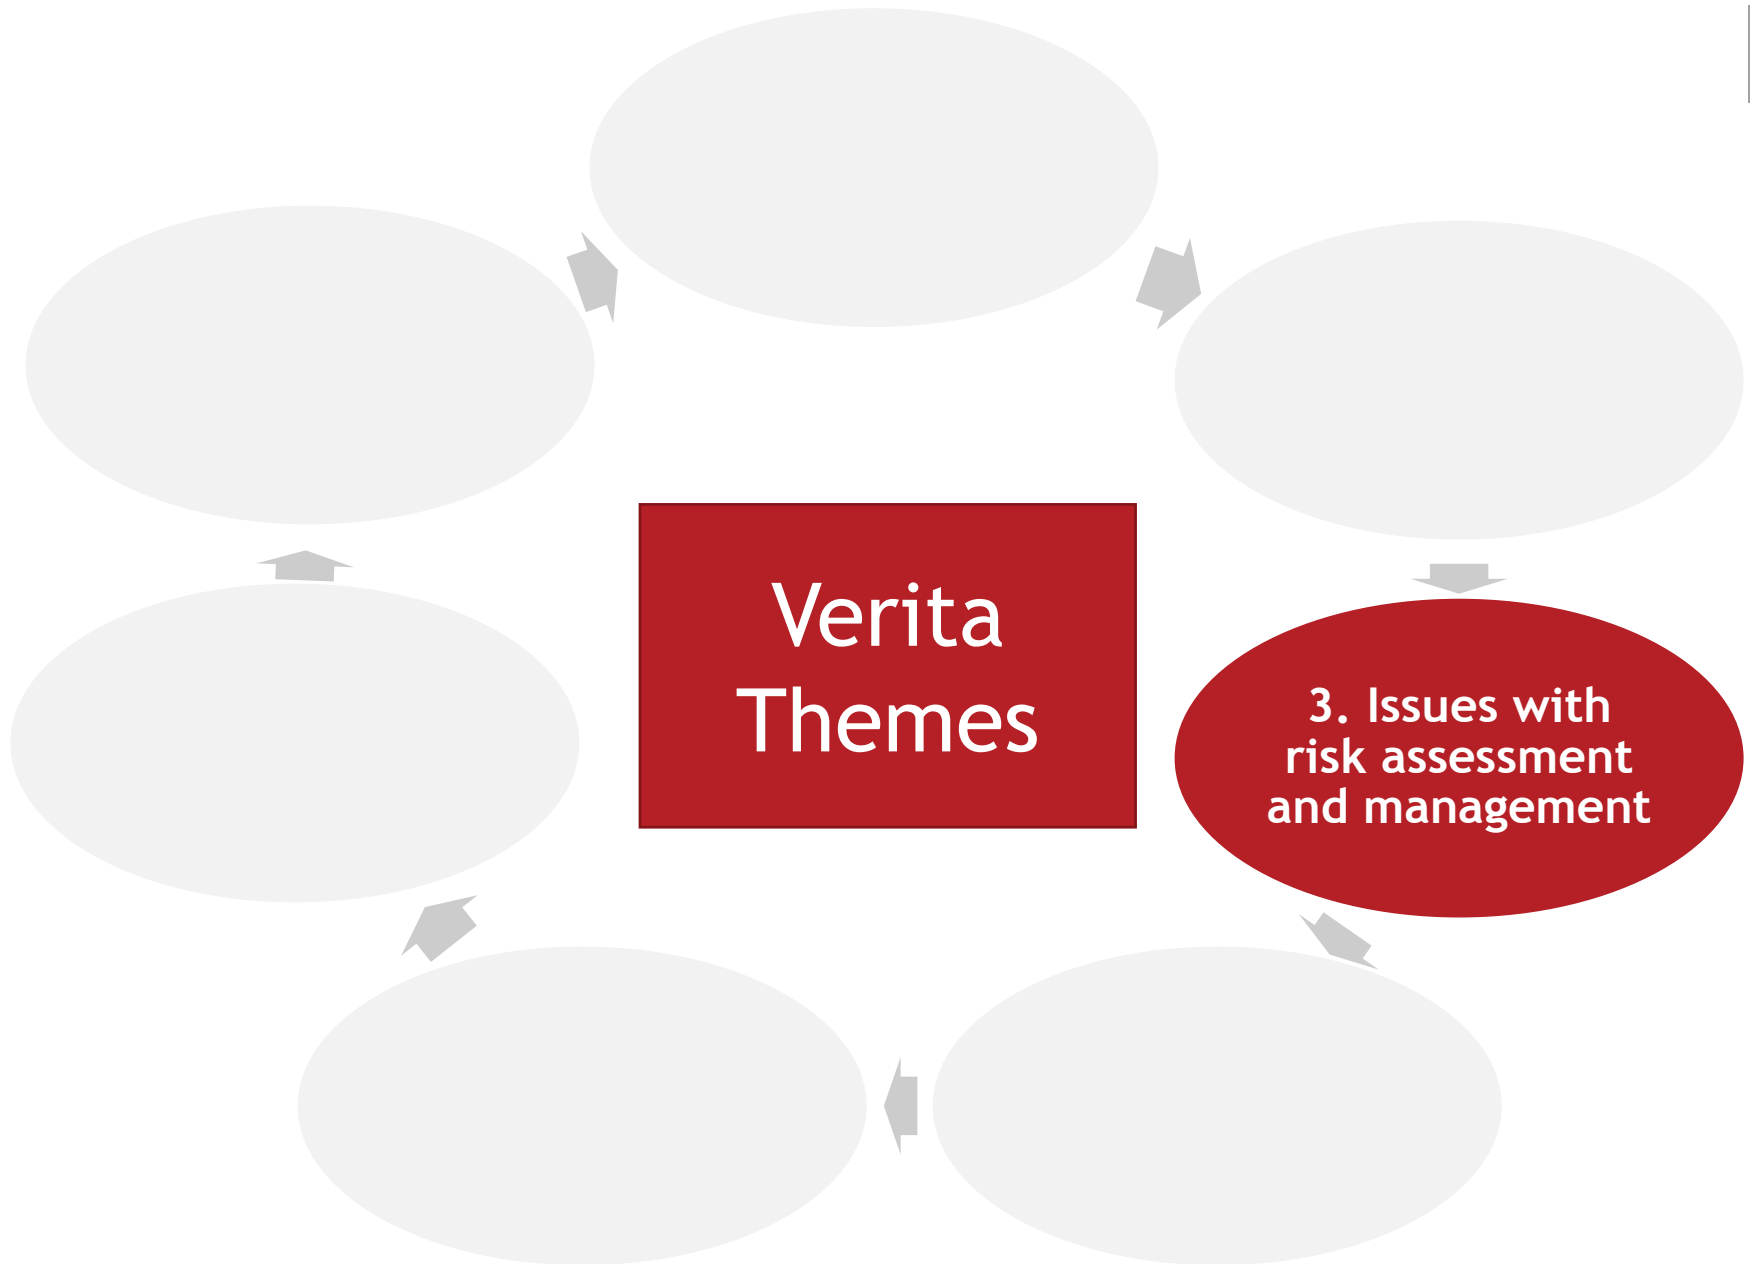 Verita
Themes
3. Issues with
risk assessment
and management